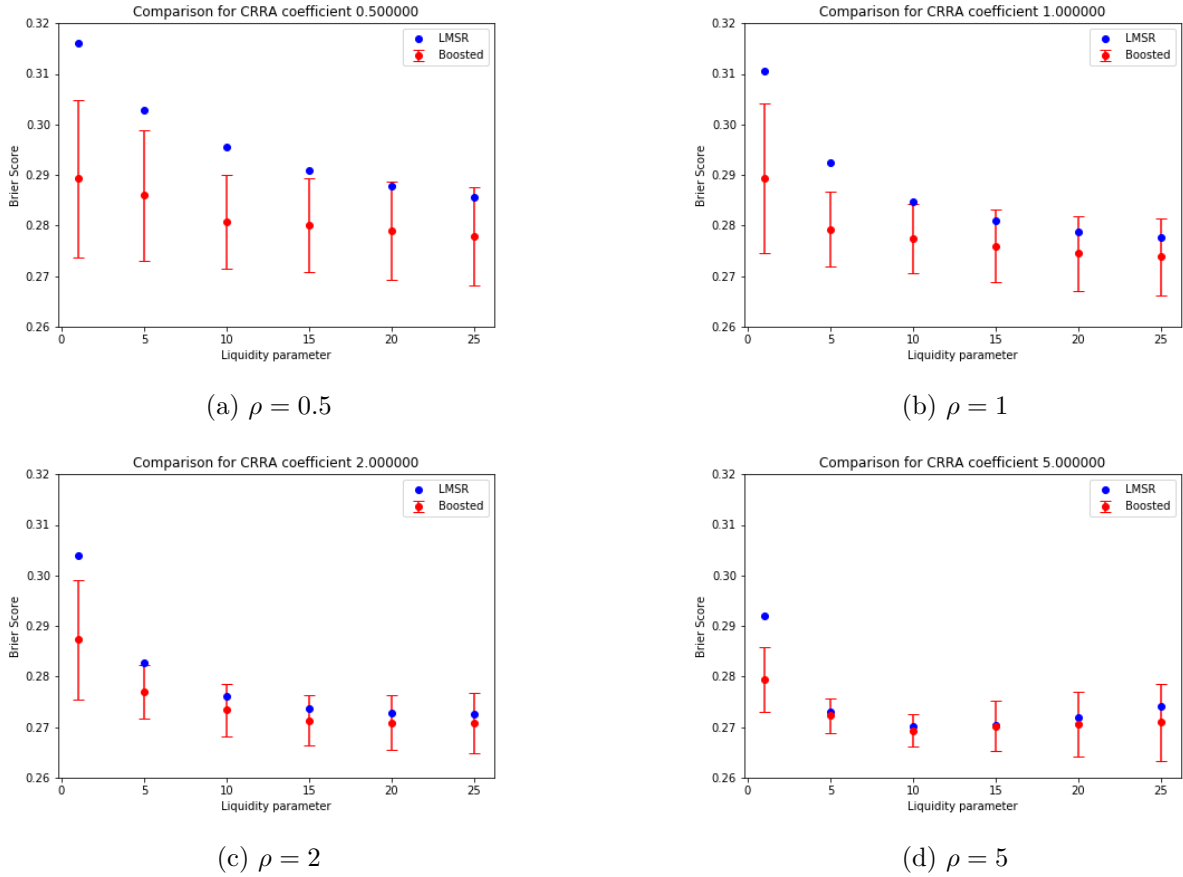 Comparison for CRRA coefficient 0.500000
0.32
0.31
0.30
0.29
0.28
0.27
0.26
Brier Score
LMSR
Boosted
0 5 10 15 20 25
Liquidity parameter
(a) ρ = 0.5
Comparison for CRRA coefficient 1.000000
0.32
0.31
0.30
0.29
0.28
0.27
0.26
Brier Score
LMSR
Boosted
0 5 10 15 20 25
Liquidity parameter
(b) ρ = 1
Comparison for CRRA coefficient 2.000000
0.32
0.31
0.30
0.29
0.28
0.27
0.26
Brier Score
LMSR
Boosted
0 5 10 15 20 25
Liquidity parameter
(c) ρ = 2
Comparison for CRRA coefficient 5.000000
0.32
0.31
0.30
0.29
0.28
0.27
0.26
Brier Score
LMSR
Boosted
0 5 10 15 20 25
Liquidity parameter
(d) ρ = 5